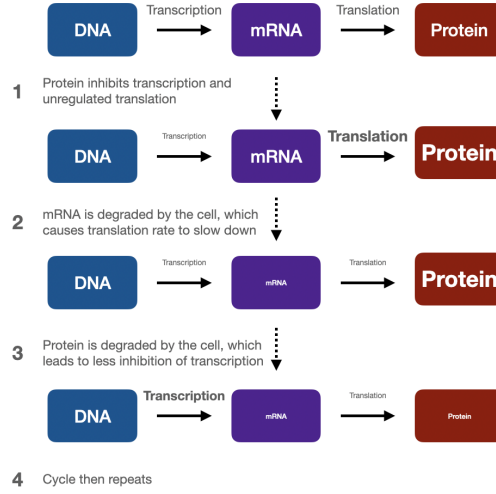 Transcription Translation
DNA mRNA Protein
1 Protein inhibits transcription and
unregulated translation
Transcription Translation
DNA mRNA Protein
2 mRNA is degraded by the cell, which
causes translation rate to slow down
Transcription Translation
DNA mRNA Protein
3 Protein is degraded by the cell, which
leads to less inhibition of transcription
Transcription Translation
DNA mRNA Protein
4 Cycle then repeats